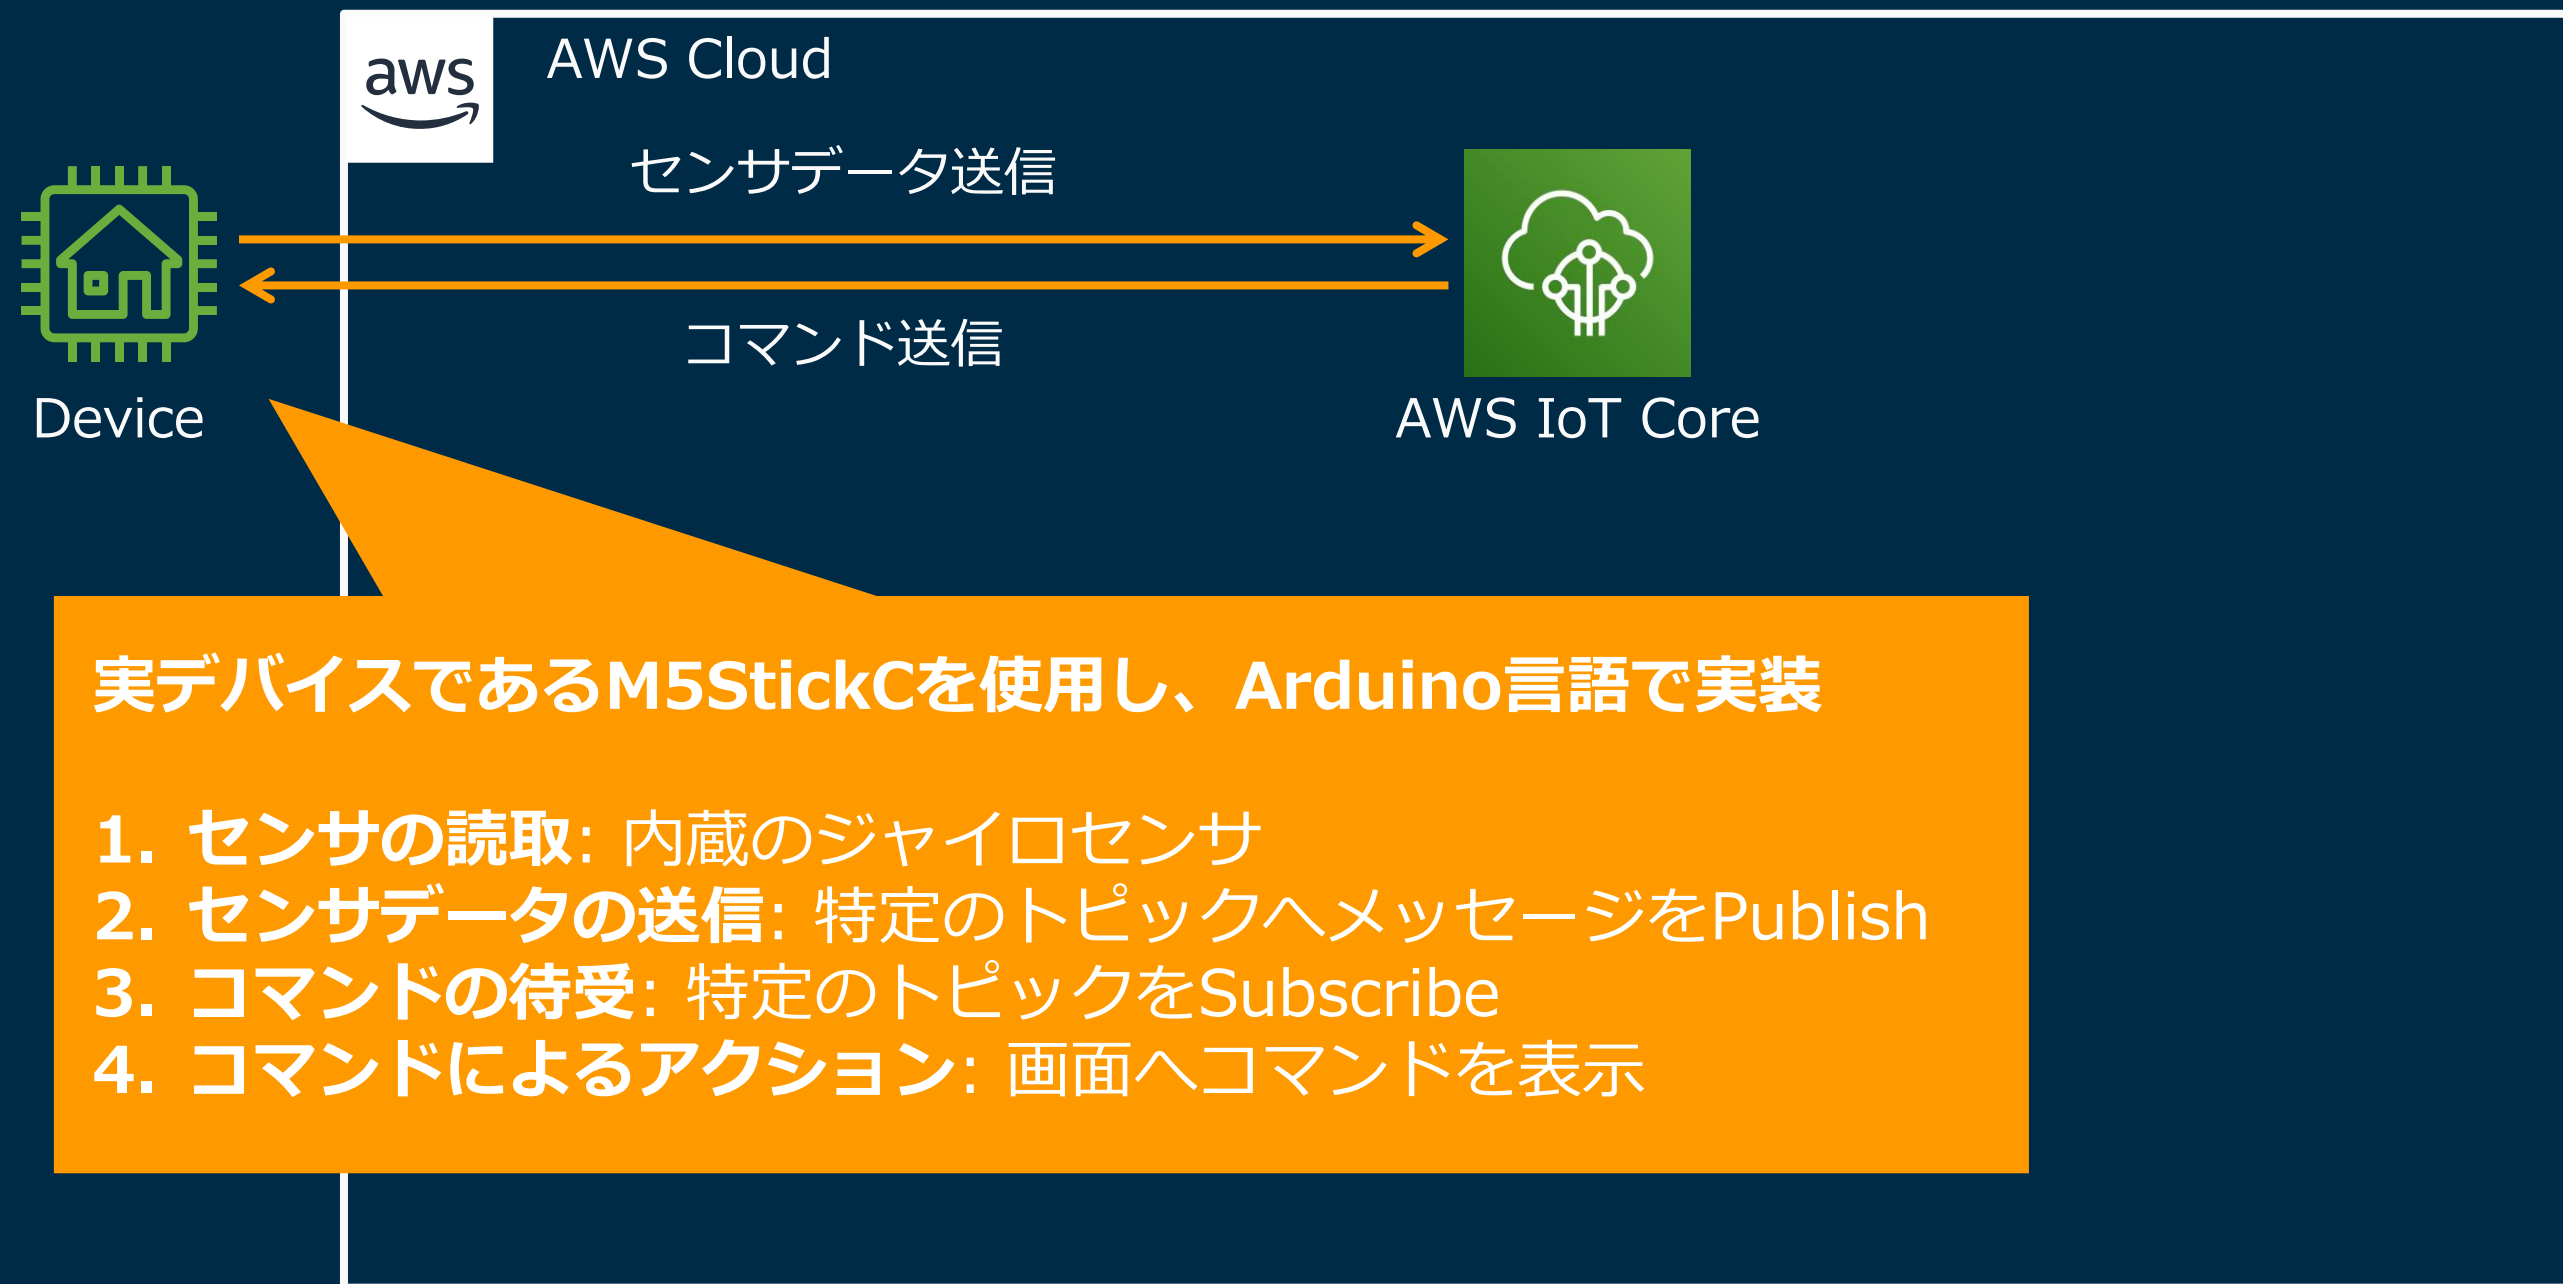 aws
AWS Cloud
センサデータ送信
コマンド送信
Device
AWS IoT Core
実デバイスであるM5StickCを使用し、Arduino言語で実装
1. センサの読取: 内蔵のジャイロセンサ
2. センサデータの送信: 特定のトピックへメッセージをPublish
3. コマンドの待受: 特定のトピックをSubscribe
4. コマンドによるアクション: 画面へコマンドを表示